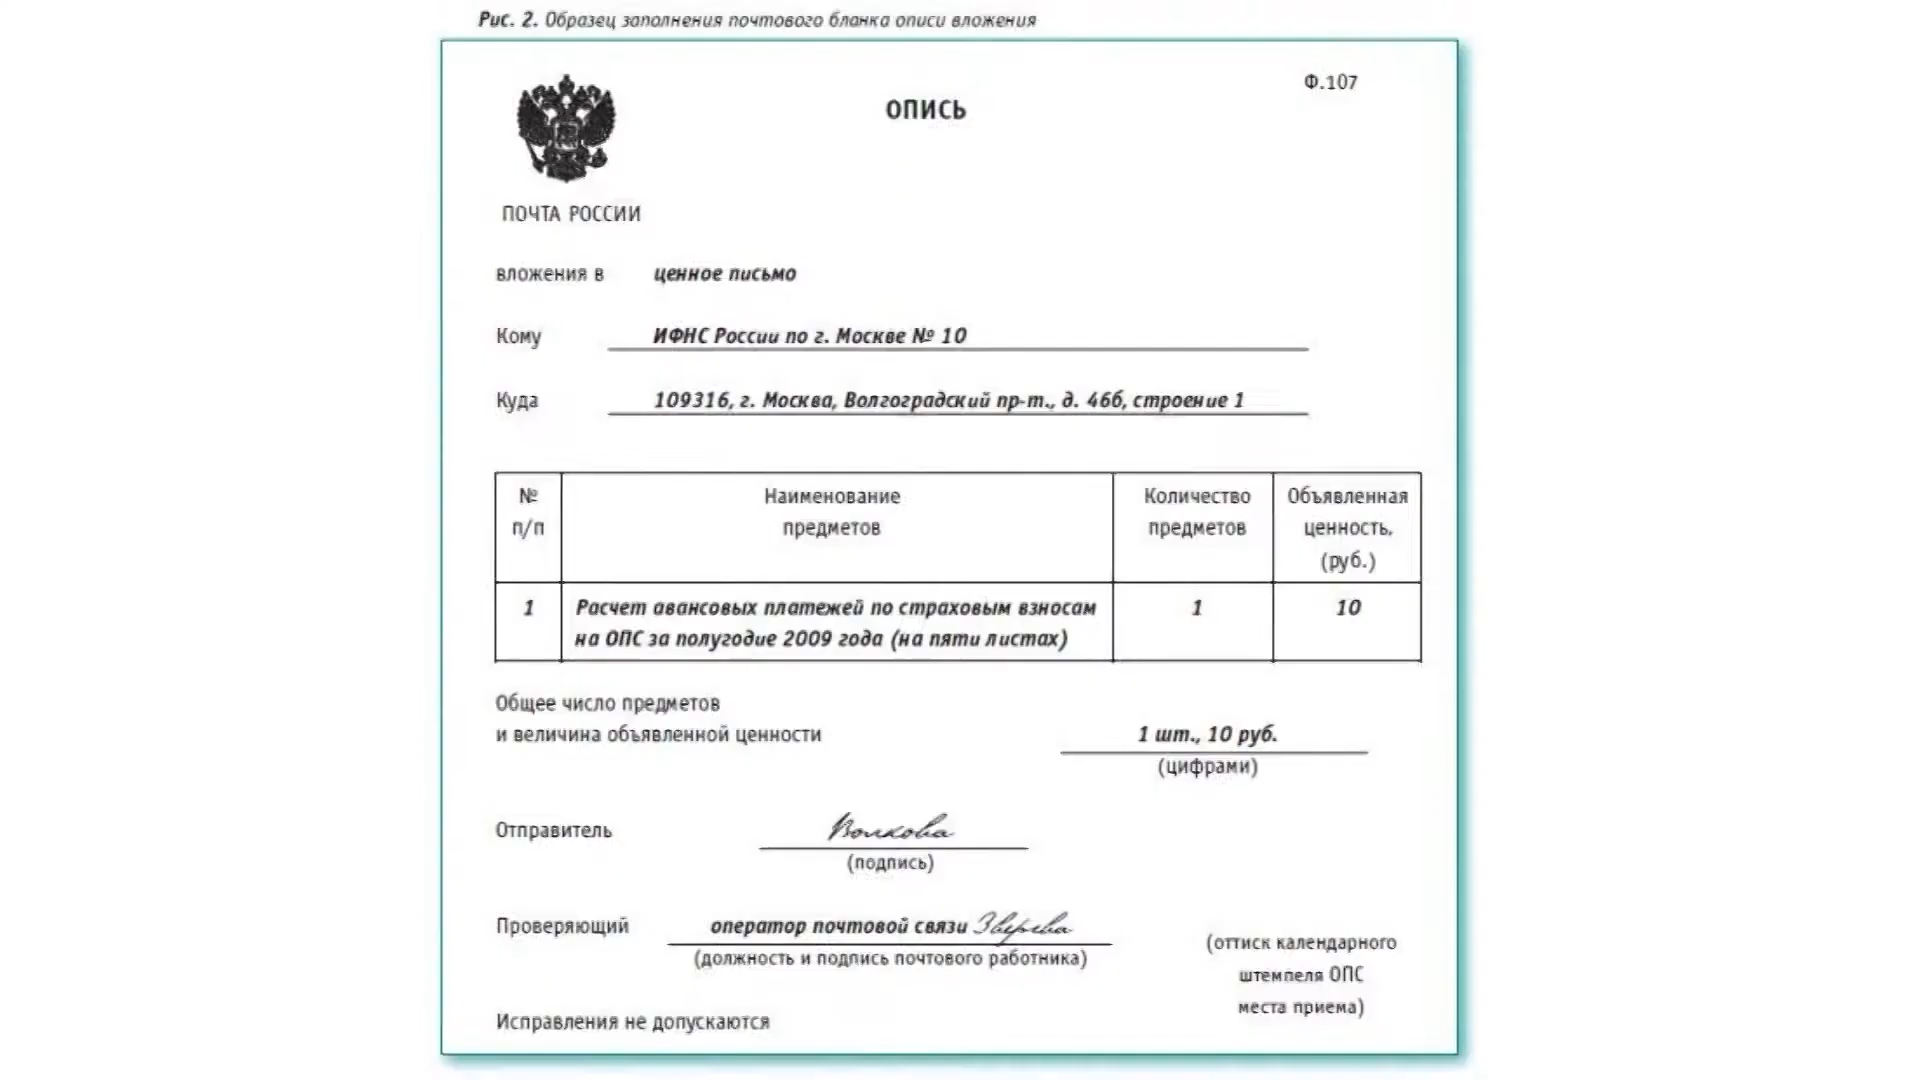 Рис. 2. Образец заполнения почтового бланка описи вложения
Ф.107
ОПИСЬ
ПОЧТА РОССИИ
вложения в ценное письмо
Кому ИФНС России по г. Москве № 10
Куда 109316, г. Москва, Волгоградский пр-т., д. 46б, строение 1
№ п/п
Наименование предметов
Количество предметов
Объявленная ценность, (руб.)
1
Расчет авансовых платежей по страховым взносам
на ОПС за полугодие 2009 года (на пяти листах)
1
10
Общее число предметов
и величина объявленной ценности 1 шт., 10 руб.
(цифрами)
Отправитель Волкова
(подпись)
Проверяющий оператор почтовой связи Зверева
(должность и подпись почтового работника)
(оттиск календарного
штемпеля ОПС
места приема)
Исправления не допускаются